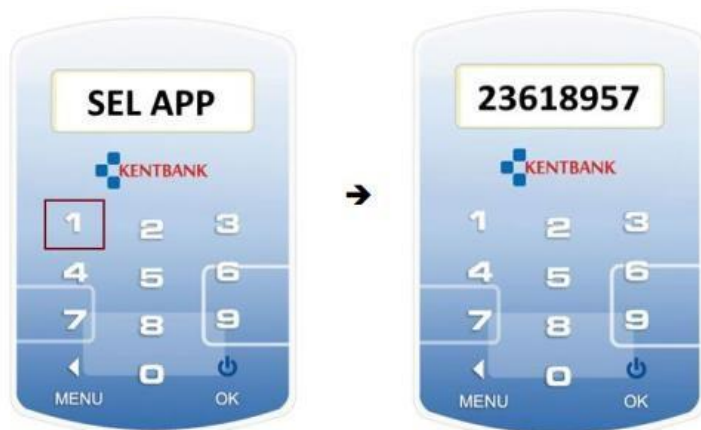 SEL APP
KENTBANK
1 2 3
4 5 6
7 8 9
0
MENU OK
➔
23618957
KENTBANK
1 2 3
4 5 6
7 8 9
0
MENU OK